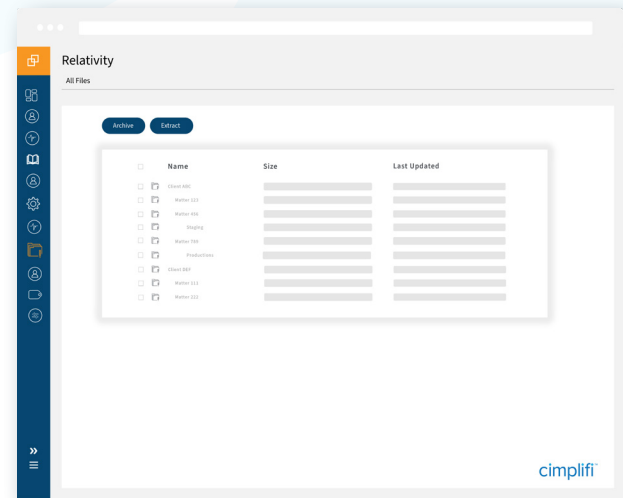 Relativity
All Files
Archive Extract
Name Size Last Updated
Client ABC
Matter 123
Matter 456
Staging
Matter 789
Productions
Client DEF
Matter 111
Matter 222
cimplifi™